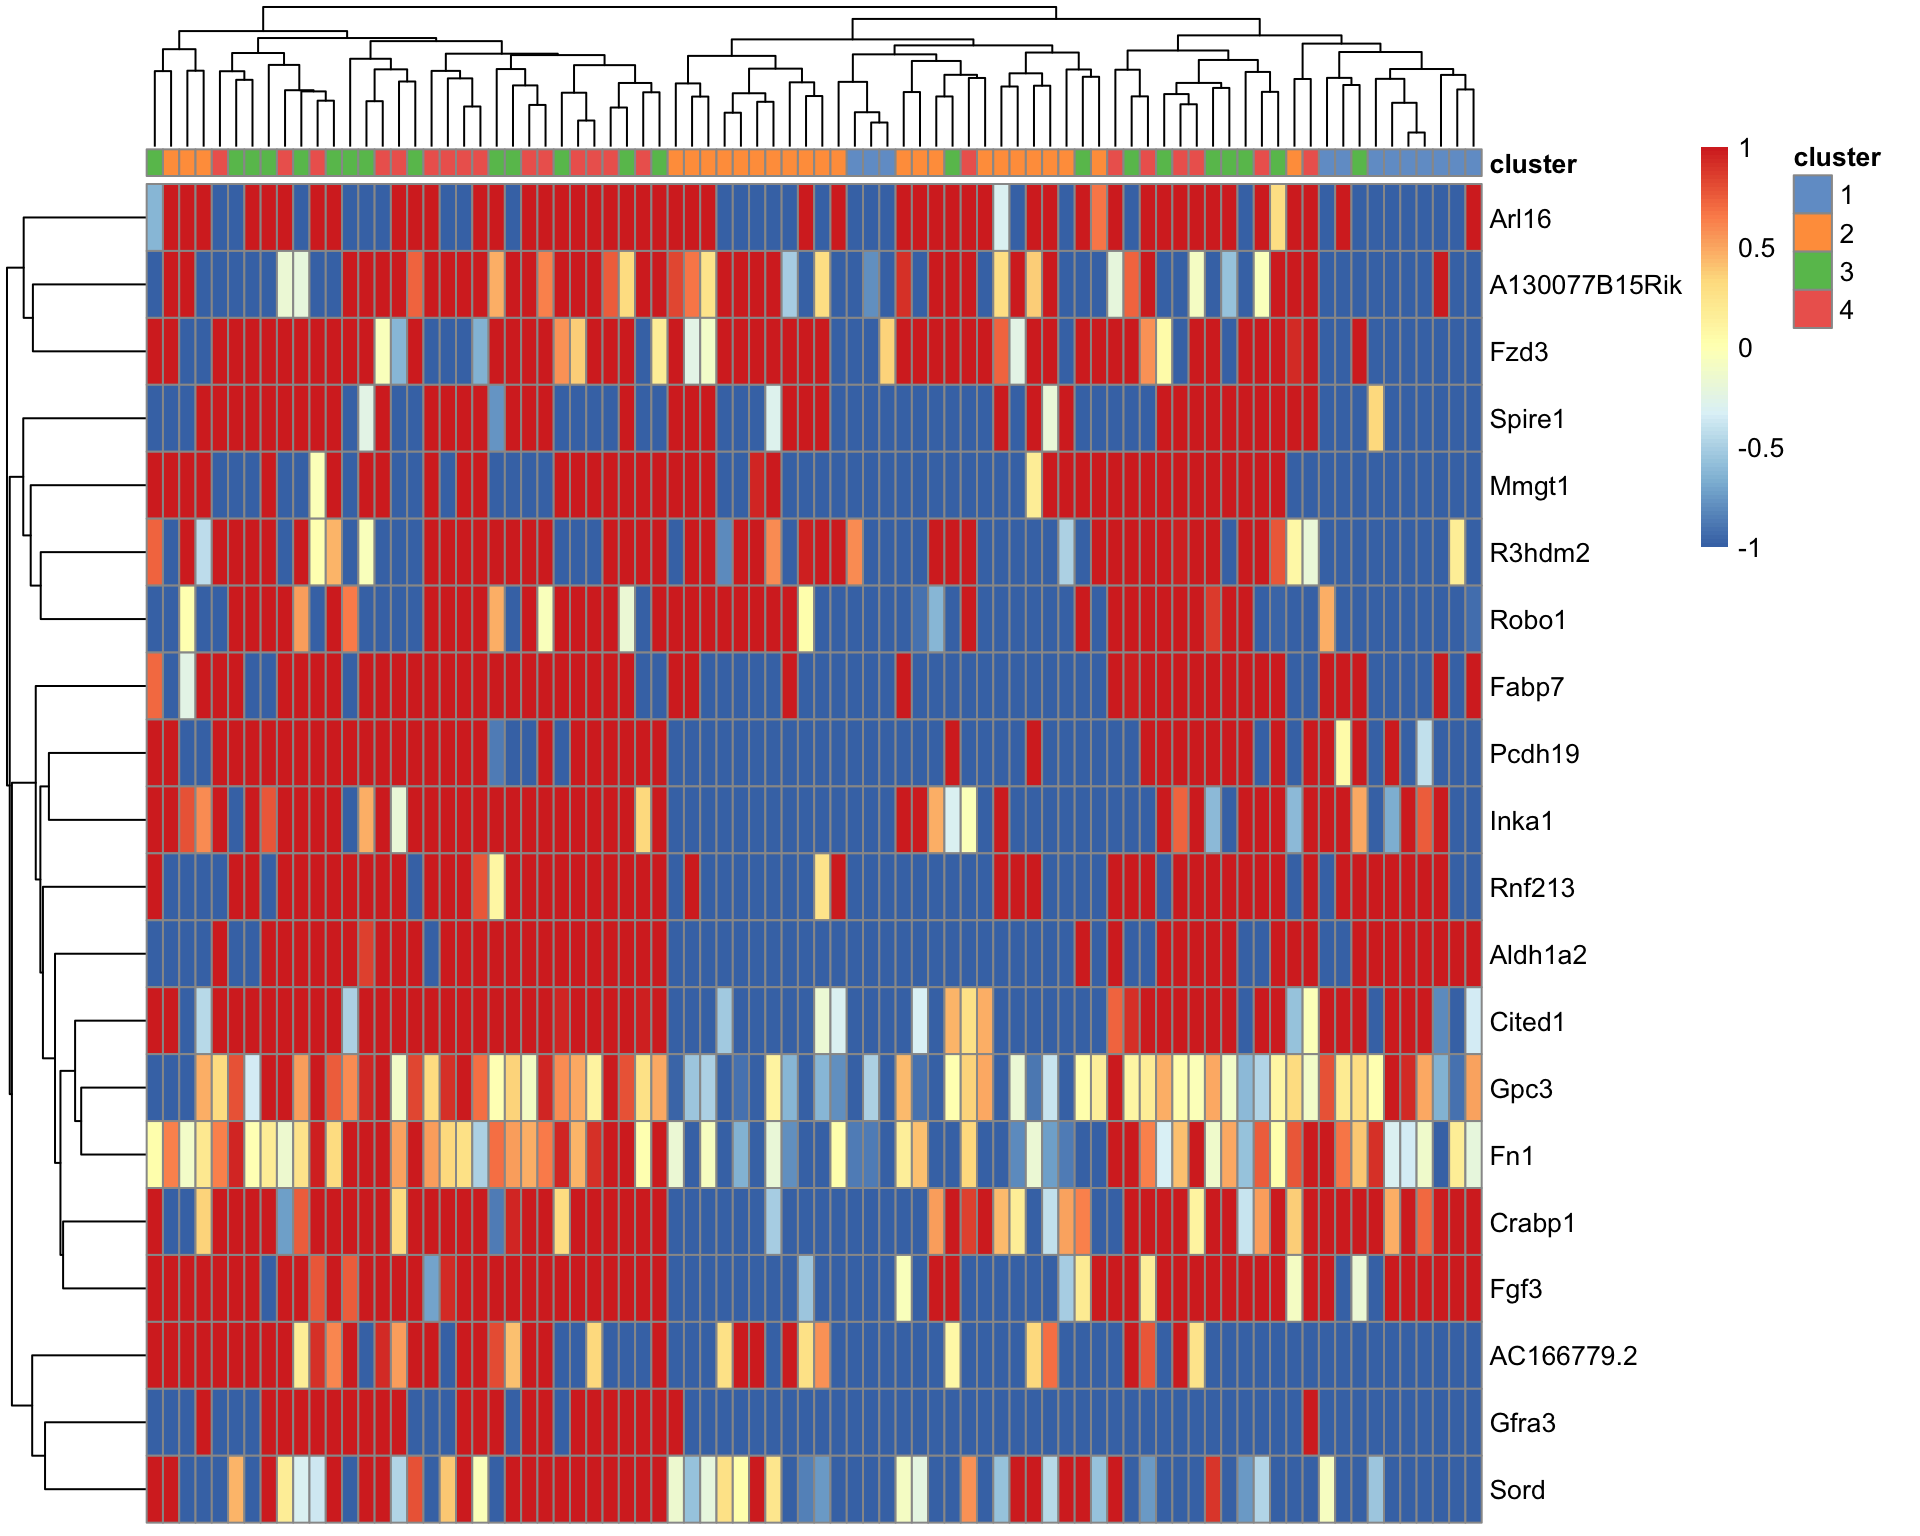 cluster
Arl16
A130077B15Rik
Fzd3
Spire1
Mmgt1
R3hdm2
Robo1
Fabp7
Pcdh19
Inka1
Rnf213
Aldh1a2
Cited1
Gpc3
Fn1
Crabp1
Fgf3
AC166779.2
Gfra3
Sord
1
0.5
0
-0.5
-1
cluster
1
2
3
4